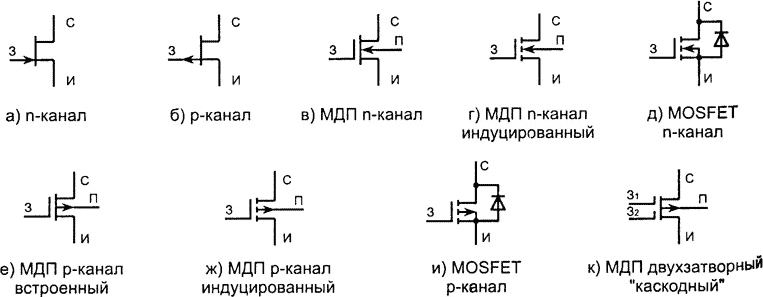 С С С С С
З З З П З П З
И И И И И
а) n-канал б) р-канал в) МДП n-канал г) МДП n-канал д) MOSFET
индуцированный n-канал
С С С С
З П З П З З1 П
З2
И И И И
е) МДП р-канал ж) МДП р-канал и) MOSFET к) МДП двухзатворный
встроенный индуцированный р-канал "каскодный"